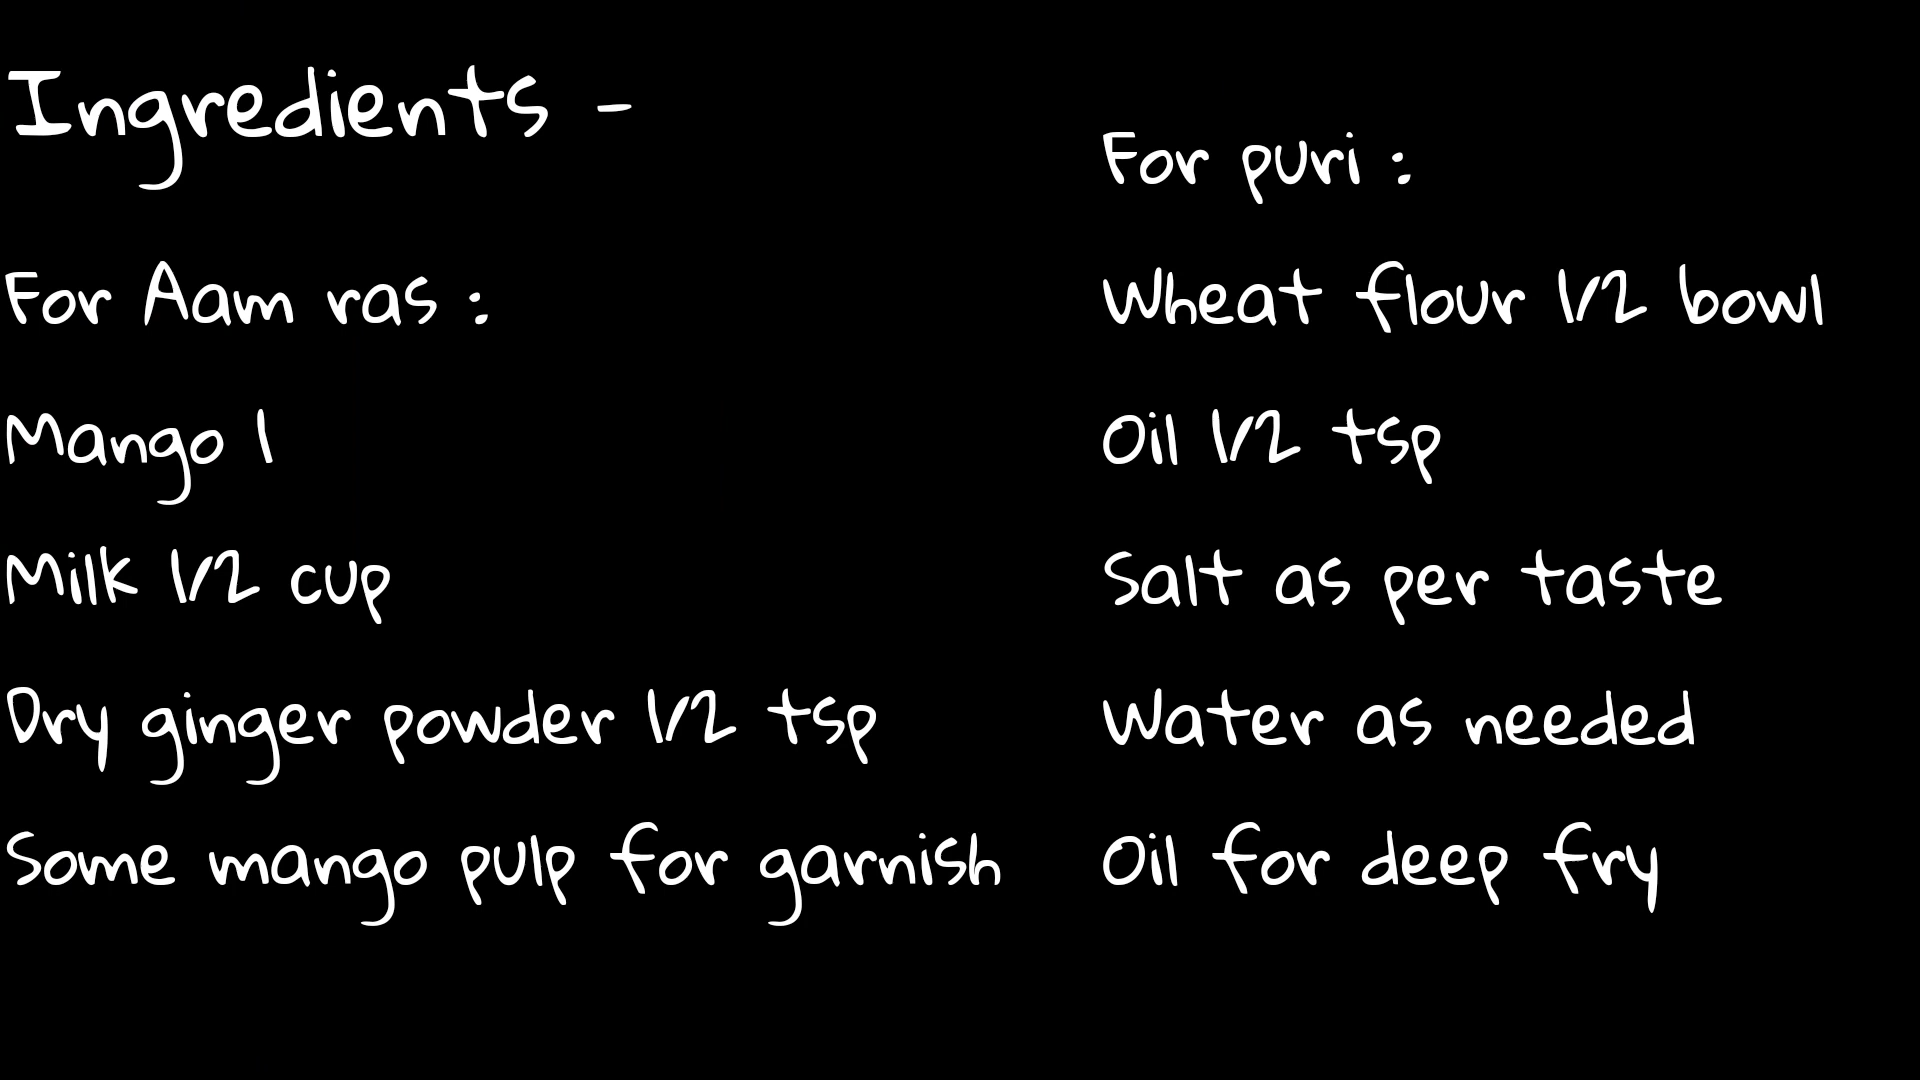 Ingredients -
For Aam ras :
Mango 1
Milk 1/2 cup
Dry ginger powder 1/2 tsp
Some mango pulp for garnish
For puri :
Wheat flour 1/2 bowl
Oil 1/2 tsp
Salt as per taste
Water as needed
Oil for deep fry